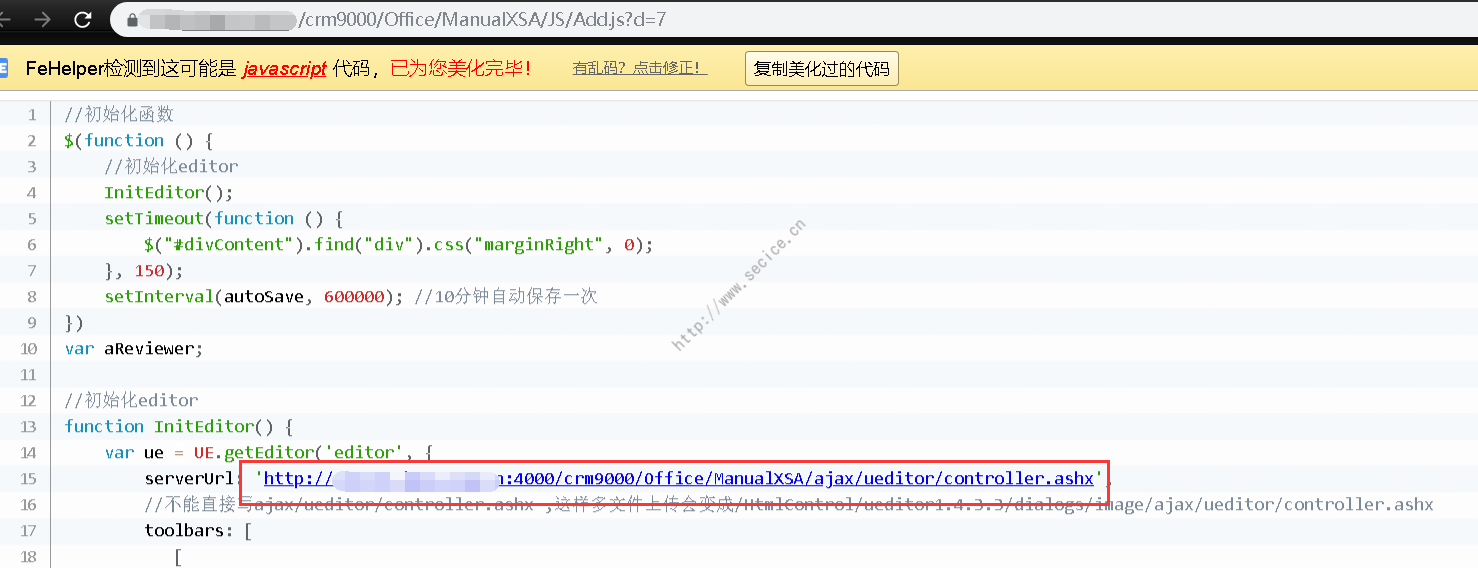 /crm9000/Office/ManualXSA/JS/Add.js?d=7
FeHelper检测到这可能是 javascript 代码，已为您美化完毕！ 有乱码？点击修正！ 复制美化过的代码
1 //初始化函数
2 $(function () {
3 //初始化editor
4 InitEditor();
5 setTimeout(function () {
6 $("#divContent").find("div").css("marginRight", 0);
7 }, 150);
8 setInterval(autoSave, 600000); //10分钟自动保存一次
9 })
10 var aReviewer;
11
12 //初始化editor
13 function InitEditor() {
14 var ue = UE.getEditor('editor', {
15 serverUrl: 'http:// :4000/crm9000/Office/ManualXSA/ajax/ueditor/controller.ashx',
16 //不能直接写ajax/ueditor/controller.ashx ,这样多文件上传会变成/HtmlControl/ueditor1.4.3.3/dialogs/image/ajax/ueditor/controller.ashx
17 toolbars: [
18 [
http://www.secice.cn